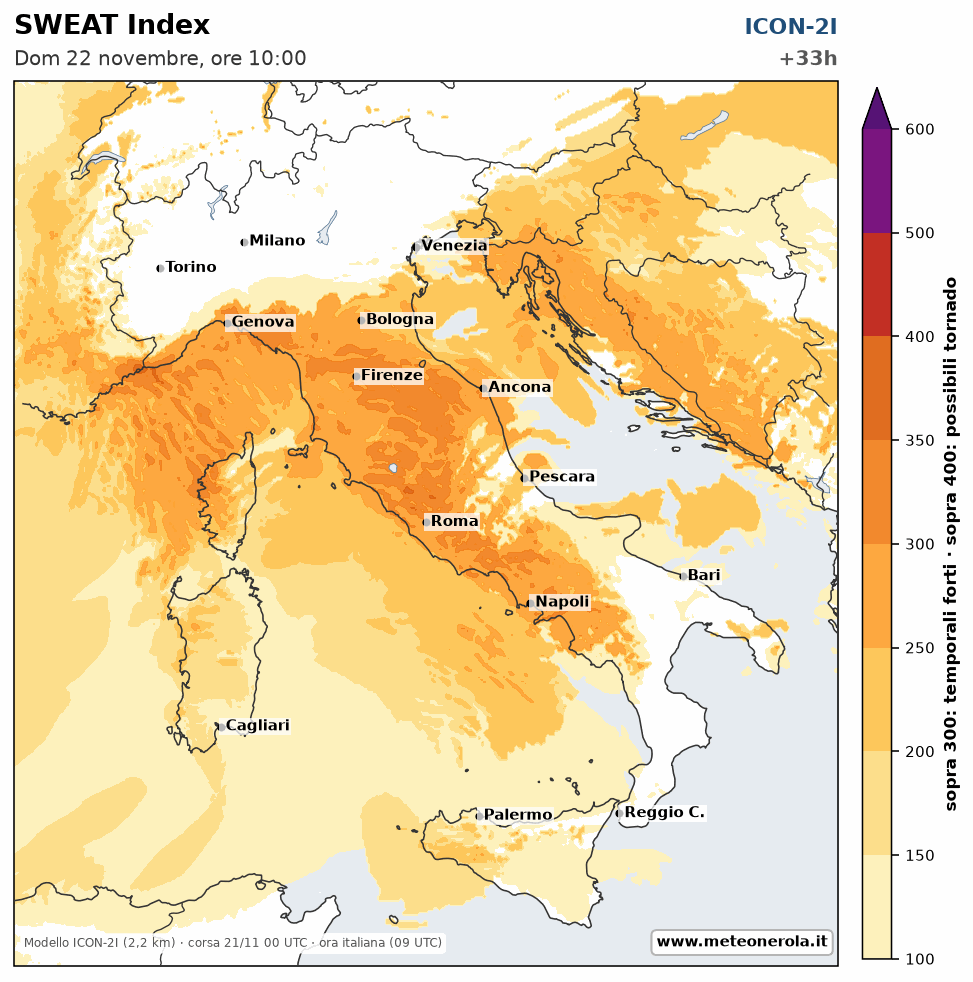 SWEAT Index
ICON-2I
Dom 22 novembre, ore 10:00
+33h
600
500
400
350
300
250
200
150
100
sopra 300: temporali forti · sopra 400: possibili tornado
Milano
Venezia
Torino
Genova
Bologna
Firenze
Ancona
Pescara
Roma
Bari
Napoli
Cagliari
Palermo
Reggio C.
Modello ICON-2I (2,2 km) · corsa 21/11 00 UTC · ora italiana (09 UTC)
www.meteonerola.it